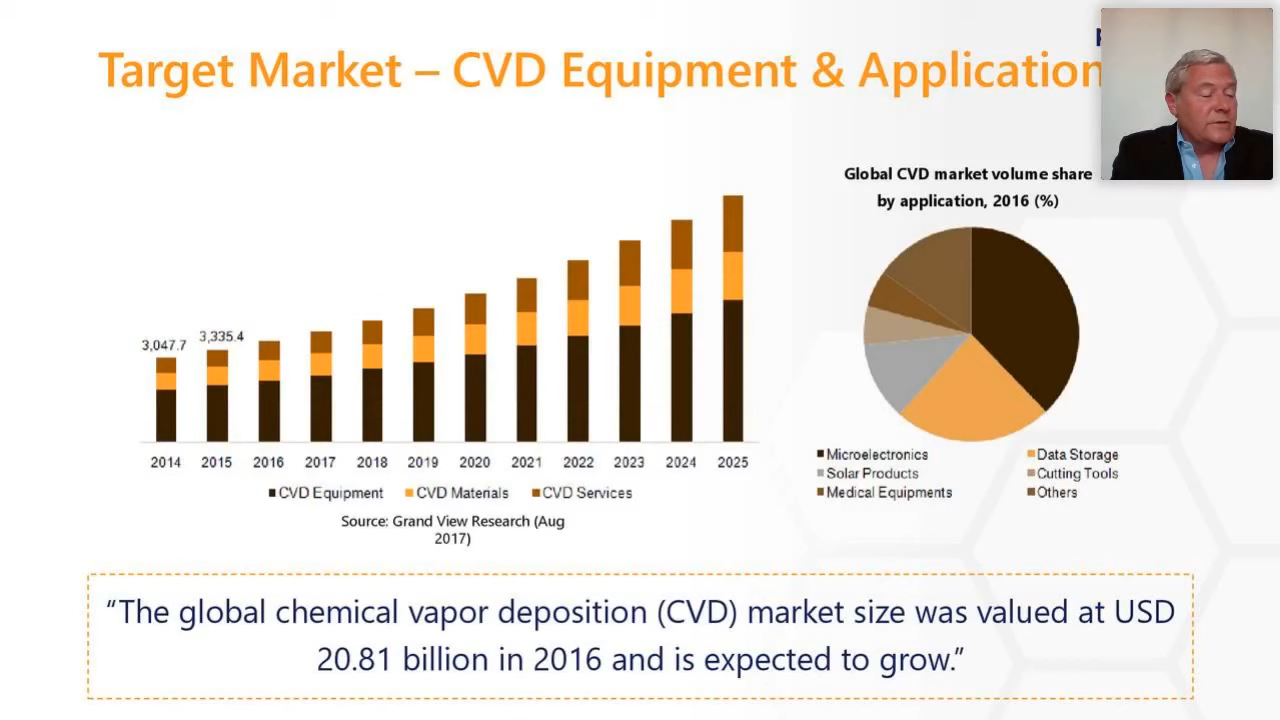 Target Market – CVD Equipment & Application
Global CVD market volume share
by application, 2016 (%)
3,047.7
3,335.4
2014 2015 2016 2017 2018 2019 2020 2021 2022 2023 2024 2025
CVD Equipment CVD Materials CVD Services
Source: Grand View Research (Aug
2017)
Microelectronics Data Storage
Solar Products Cutting Tools
Medical Equipments Others
“The global chemical vapor deposition (CVD) market size was valued at USD
20.81 billion in 2016 and is expected to grow.”